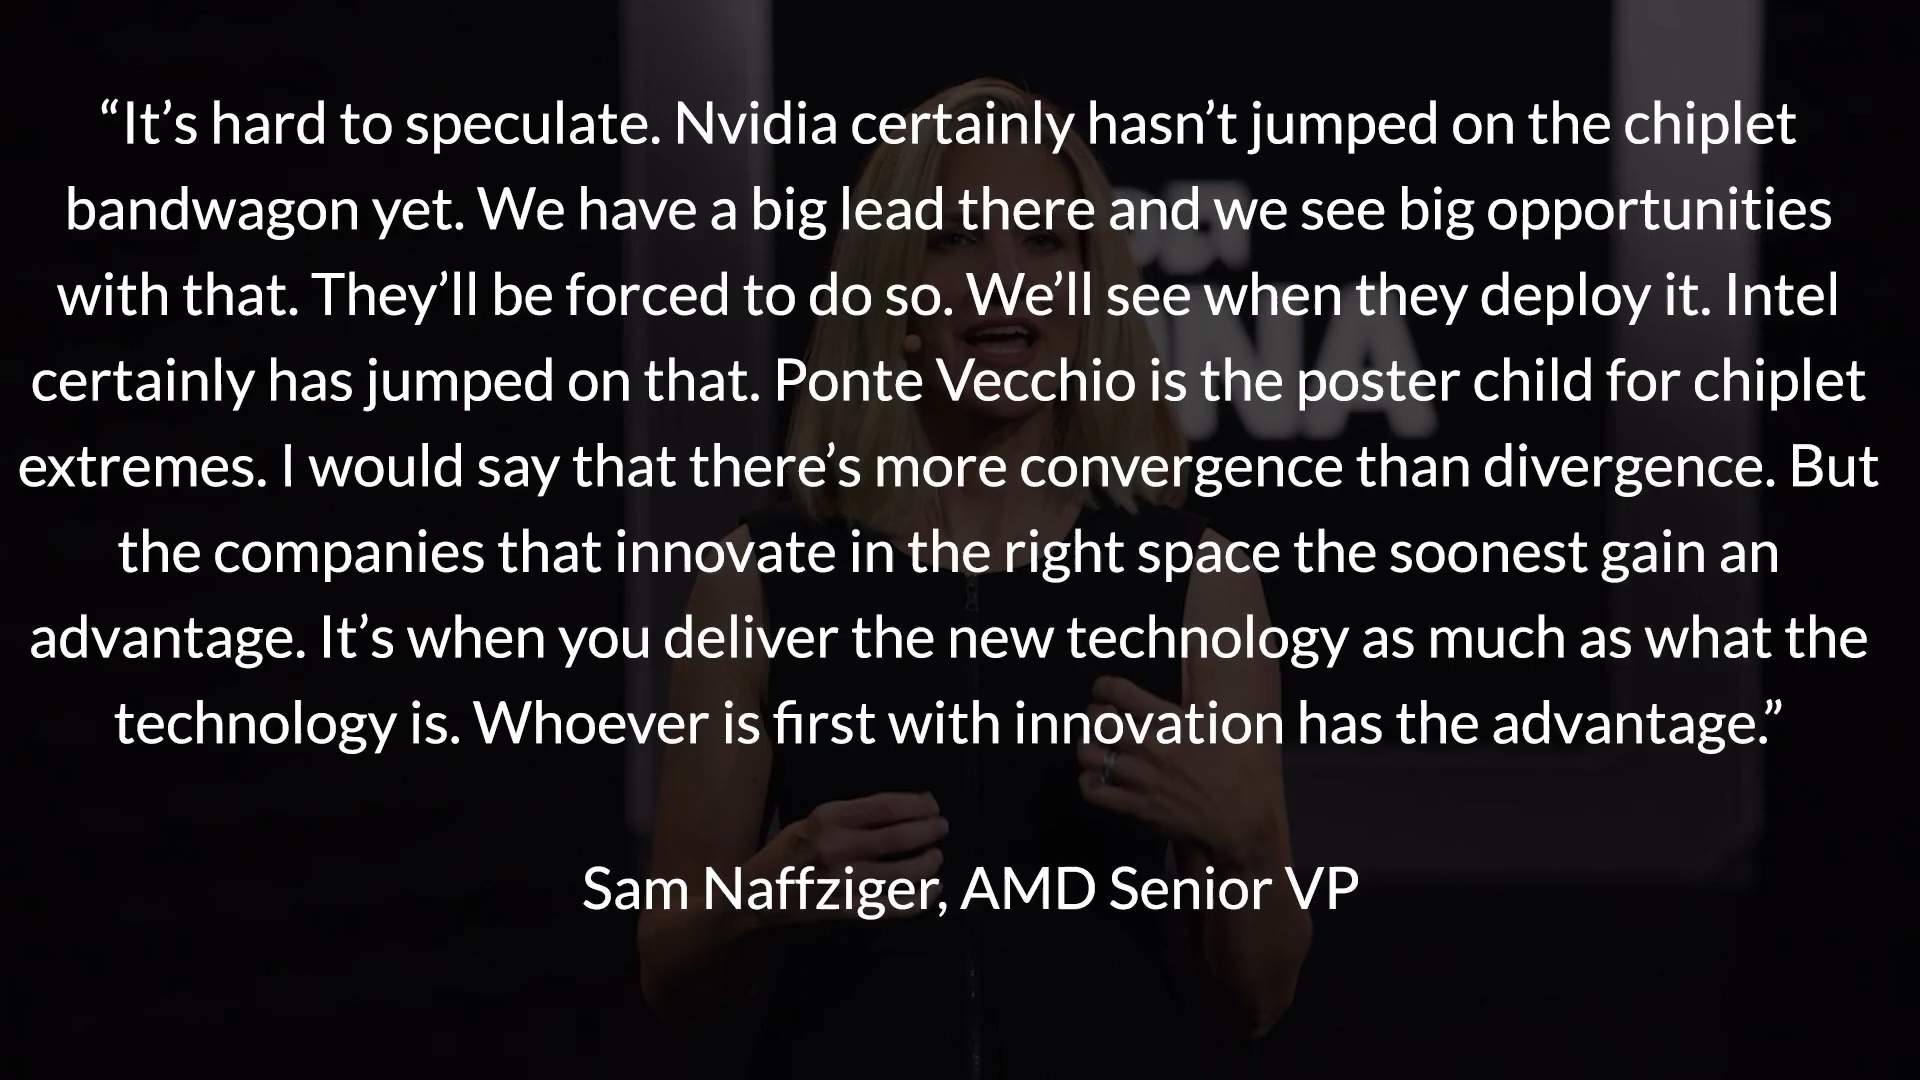 “It’s hard to speculate. Nvidia certainly hasn’t jumped on the chiplet
bandwagon yet. We have a big lead there and we see big opportunities
with that. They’ll be forced to do so. We’ll see when they deploy it. Intel
certainly has jumped on that. Ponte Vecchio is the poster child for chiplet
extremes. I would say that there’s more convergence than divergence. But
the companies that innovate in the right space the soonest gain an
advantage. It’s when you deliver the new technology as much as what the
technology is. Whoever is first with innovation has the advantage.”
Sam Naffziger, AMD Senior VP